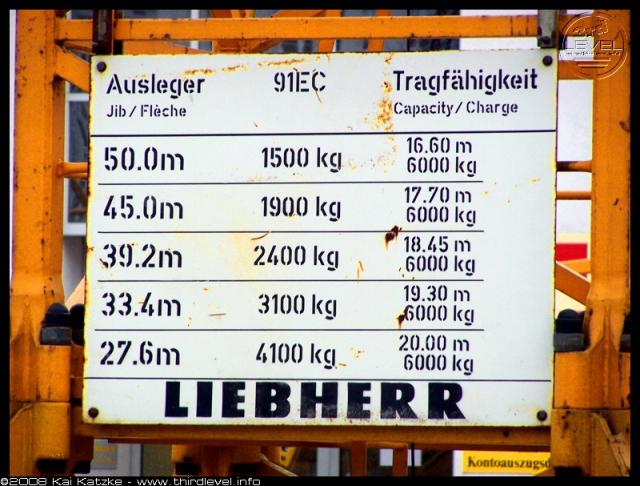 LEVEL
Ausleger 91EC Tragfähigkeit
Jib / Flèche Capacity / Charge
50.0m 1500 kg 16.60 m
6000 kg
45.0m 1900 kg 17.70 m
6000 kg
39.2m 2400 kg 18.45 m
6000 kg
33.4m 3100 kg 19.30 m
6000 kg
27.6m 4100 kg 20.00 m
6000 kg
LIEBHERR
Kontoauszugsd
©2008 Kai Katzke - www.thirdlevel.info